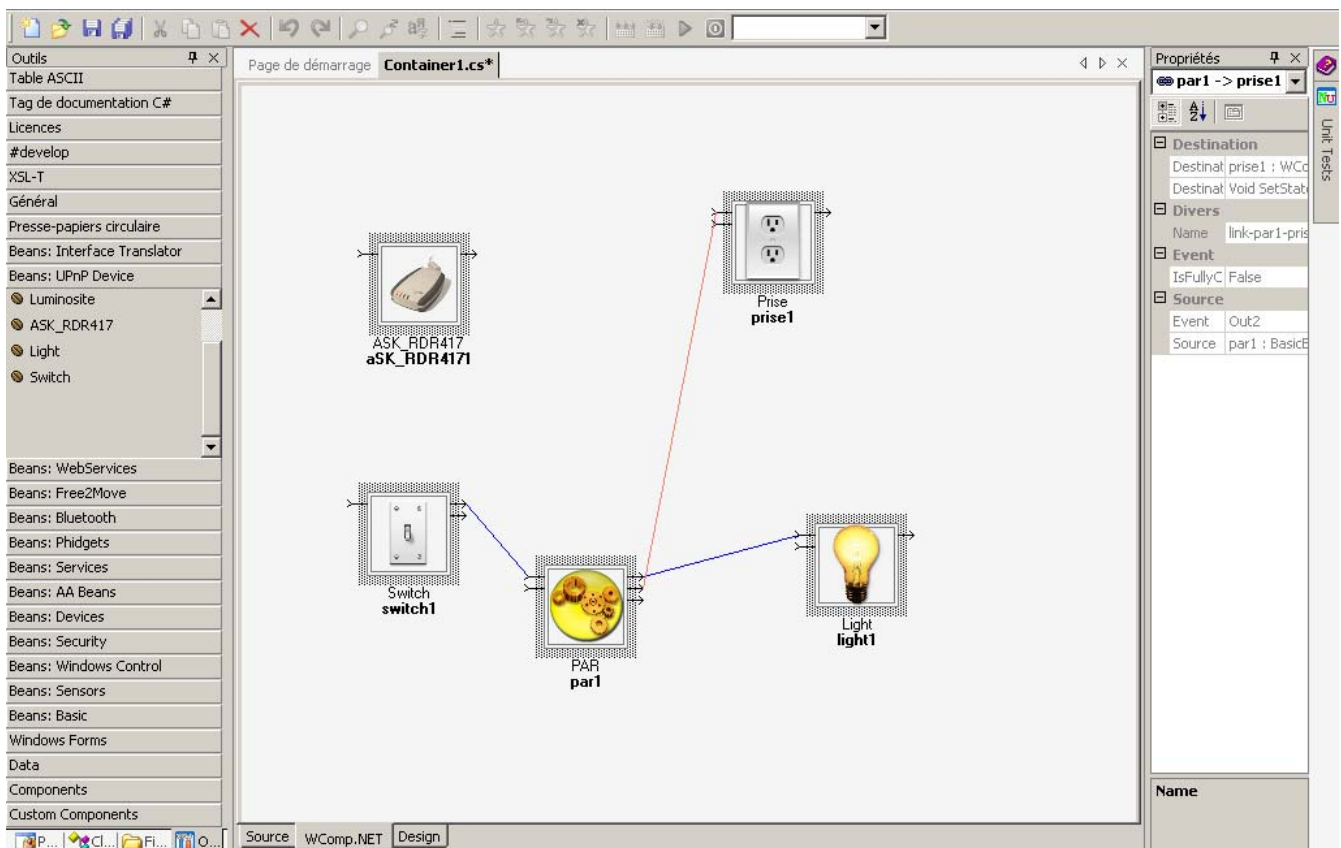 Outils
Table ASCII
Tag de documentation C#
Licences
#develop
XSL-T
Général
Presse-papiers circulaire
Beans: Interface Translator
Beans: UPnP Device
Luminosite
ASK_RDR417
Light
Switch
Beans: WebServices
Beans: Free2Move
Beans: Bluetooth
Beans: Phidgets
Beans: Services
Beans: AA Beans
Beans: Devices
Beans: Security
Beans: Windows Control
Beans: Sensors
Beans: Basic
Windows Forms
Data
Components
Custom Components
P... Cl... Fi... O...
Page de démarrage Container1.cs*
ASK_RDR417
aSK_RDR4171
Prise
prise1
Switch
switch1
PAR
par1
Light
light1
Source WComp.NET Design
Propriétés
par1 -> prise1
Destination
Destinat prise1 : WCo
Destinat Void SetState
Divers
Name link-par1-pris
Event
IsFullyC False
Source
Event Out2
Source par1 : BasicB
Name
Unit Tests